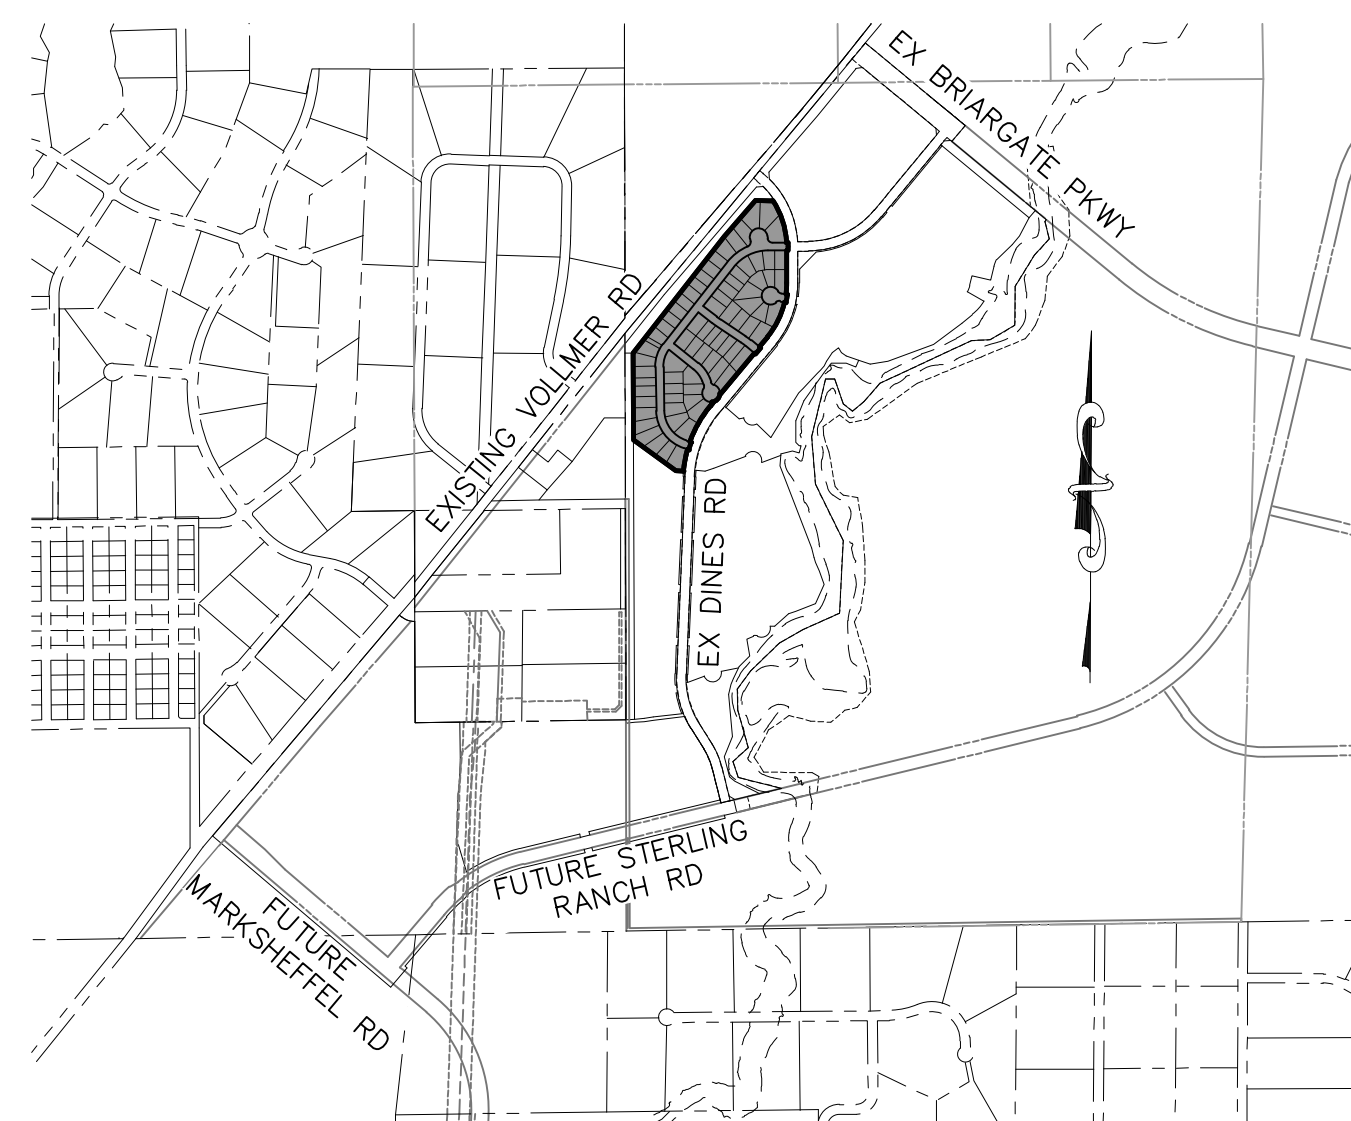 EX BRIARGATE PKWY
EXISTING VOLLMER RD
EX DINES RD
FUTURE STERLING
RANCH RD
FUTURE
MARKSHEFFEL RD